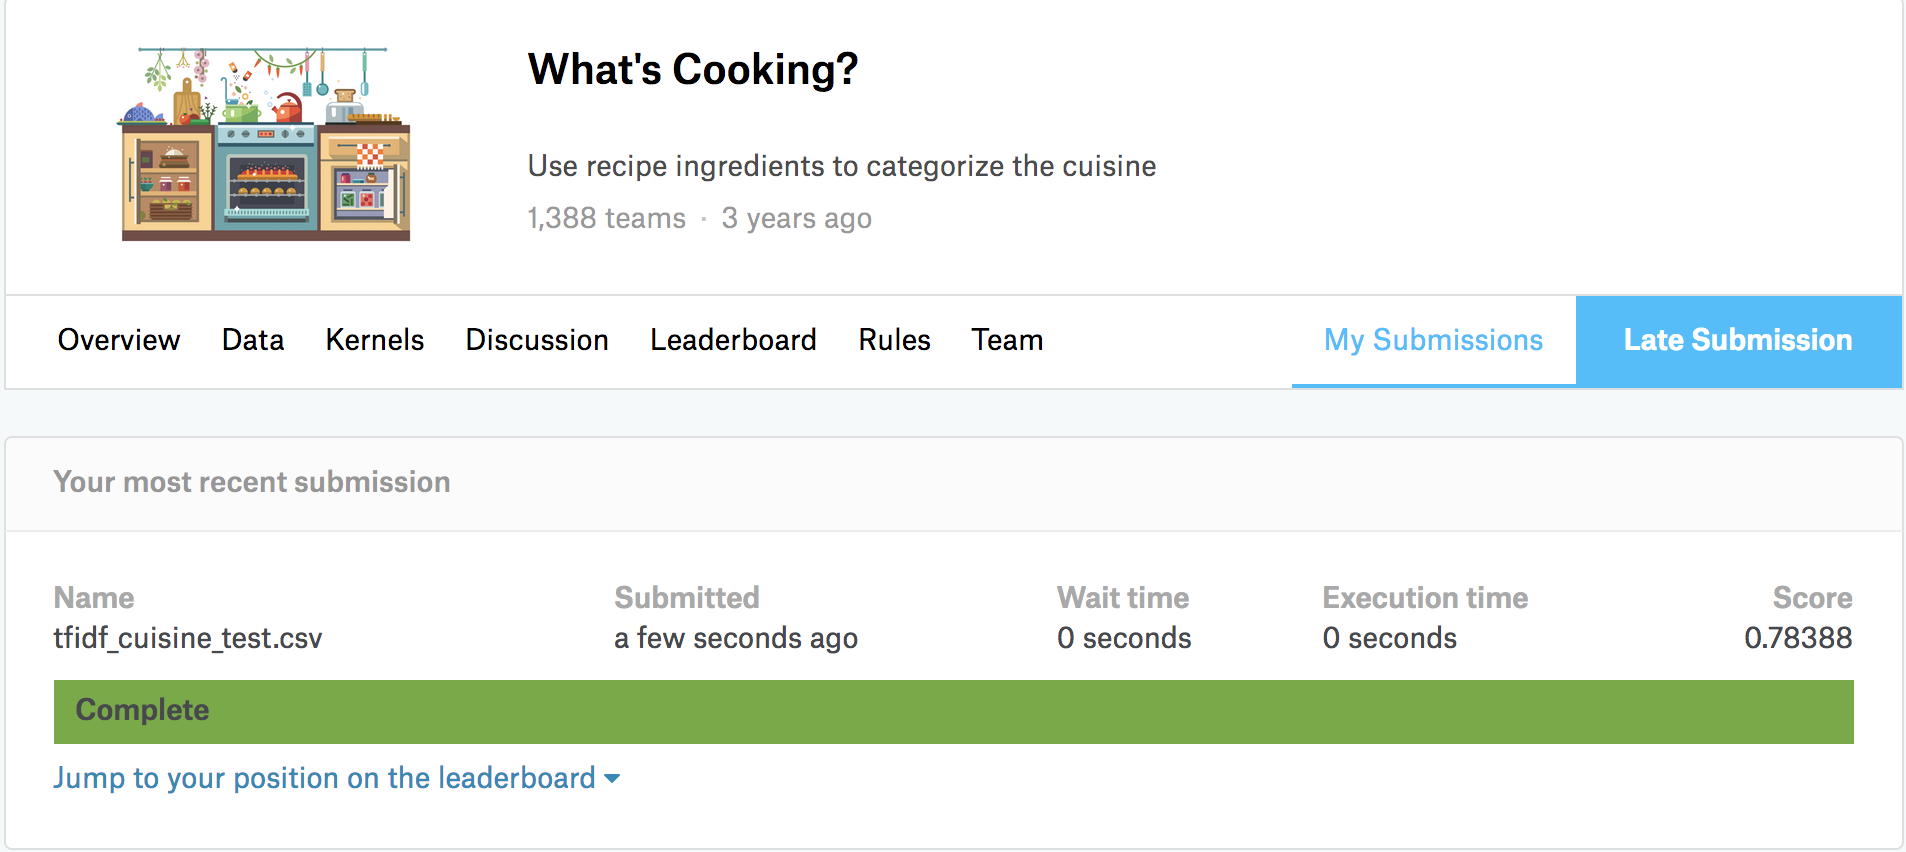 What's Cooking?
Use recipe ingredients to categorize the cuisine
1,388 teams · 3 years ago
Overview Data Kernels Discussion Leaderboard Rules Team My Submissions Late Submission
Your most recent submission
Name Submitted Wait time Execution time Score
tfidf_cuisine_test.csv a few seconds ago 0 seconds 0 seconds 0.78388
Complete
Jump to your position on the leaderboard